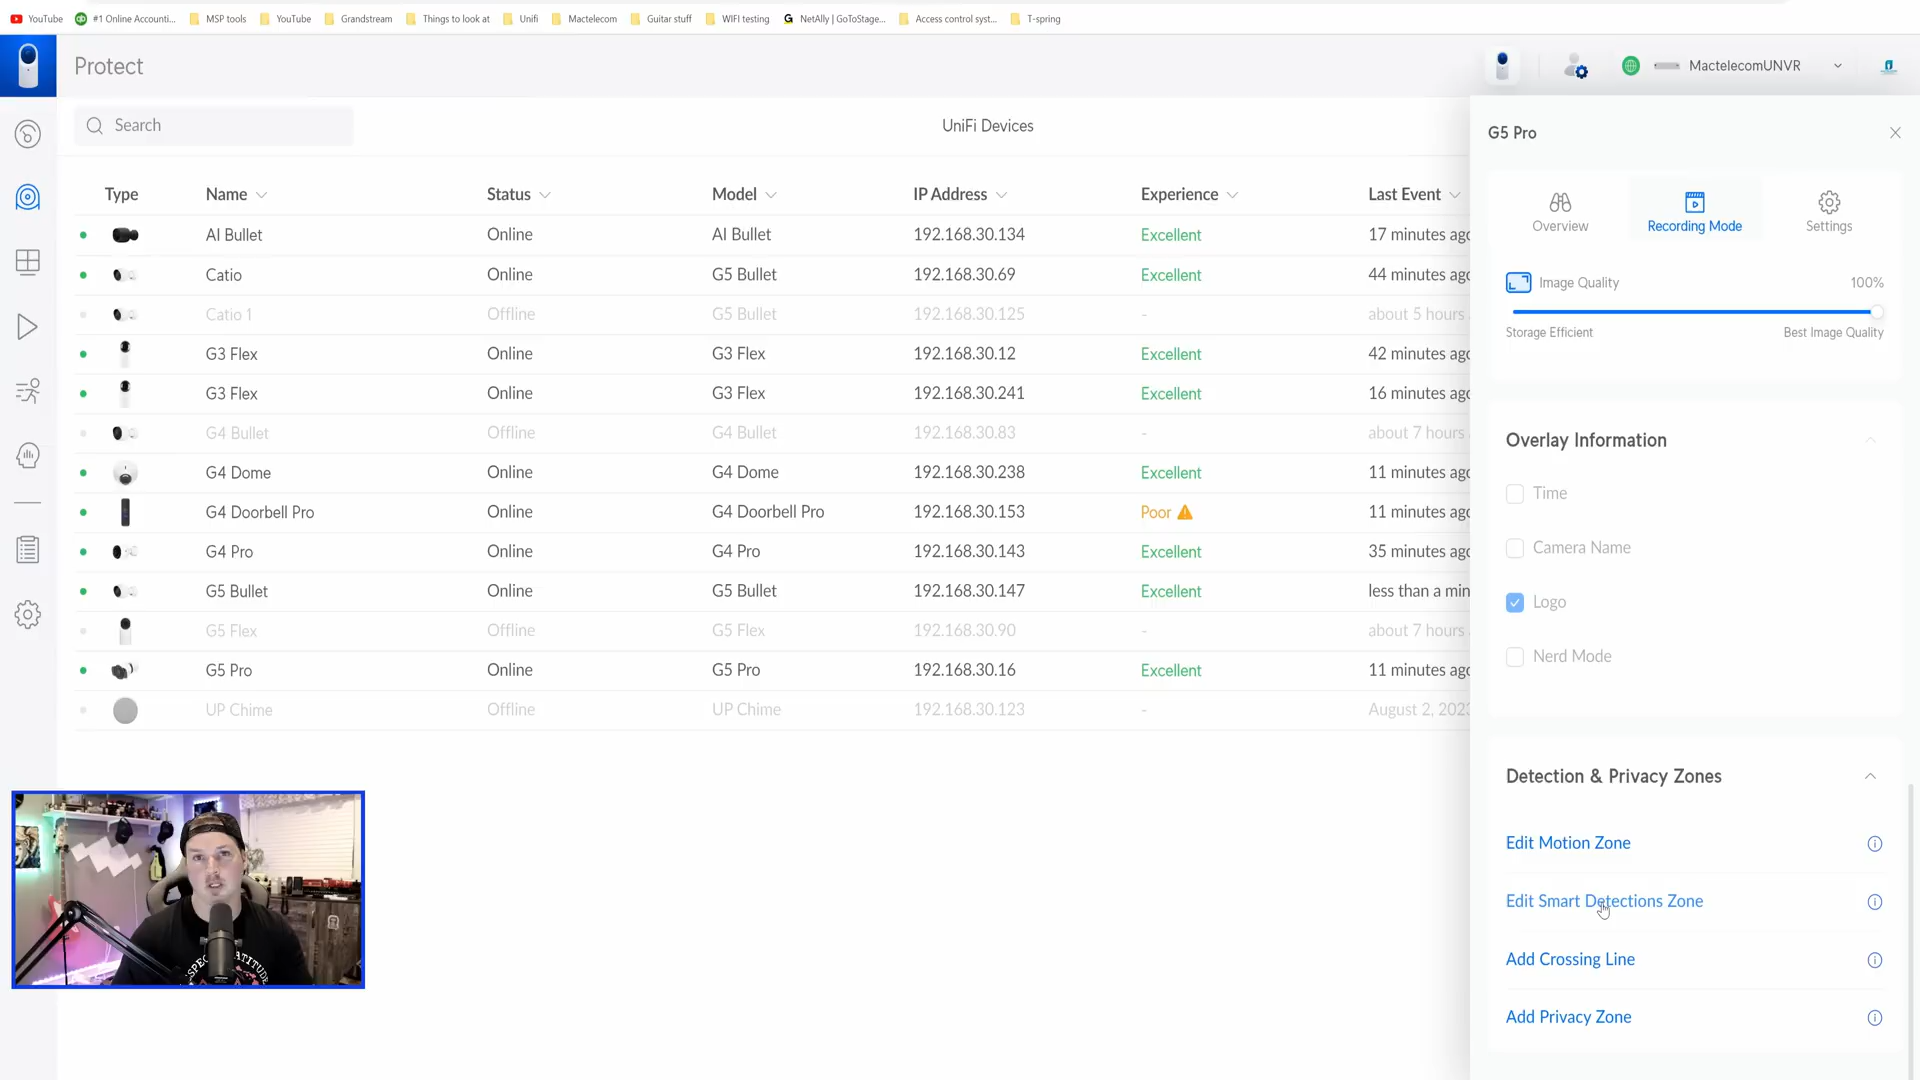 YouTube
#1 Online Accounti...
MSP tools
YouTube
Grandstream
Things to look at
Unifi
Mactelecom
Guitar stuff
WIFI testing
NetAlly | GoToStage...
Access control syst...
T-spring
Protect
MactelecomUNVR
Search
UniFi Devices
Type Name Status Model IP Address Experience Last Event
AI Bullet Online AI Bullet 192.168.30.134 Excellent 17 minutes ago
Catio Online G5 Bullet 192.168.30.69 Excellent 44 minutes ago
Catio 1 Offline G5 Bullet 192.168.30.125 - about 5 hours
G3 Flex Online G3 Flex 192.168.30.12 Excellent 42 minutes ago
G3 Flex Online G3 Flex 192.168.30.241 Excellent 16 minutes ago
G4 Bullet Offline G4 Bullet 192.168.30.83 - about 7 hours
G4 Dome Online G4 Dome 192.168.30.238 Excellent 11 minutes ago
G4 Doorbell Pro Online G4 Doorbell Pro 192.168.30.153 Poor 11 minutes ago
G4 Pro Online G4 Pro 192.168.30.143 Excellent 35 minutes ago
G5 Bullet Online G5 Bullet 192.168.30.147 Excellent less than a min
G5 Flex Offline G5 Flex 192.168.30.90 - about 7 hours
G5 Pro Online G5 Pro 192.168.30.16 Excellent 11 minutes ago
UP Chime Offline UP Chime 192.168.30.123 - August 2, 202
G5 Pro
Overview
Recording Mode
Settings
Image Quality 100%
Storage Efficient Best Image Quality
Overlay Information
Time
Camera Name
Logo
Nerd Mode
Detection & Privacy Zones
Edit Motion Zone
Edit Smart Detections Zone
Add Crossing Line
Add Privacy Zone